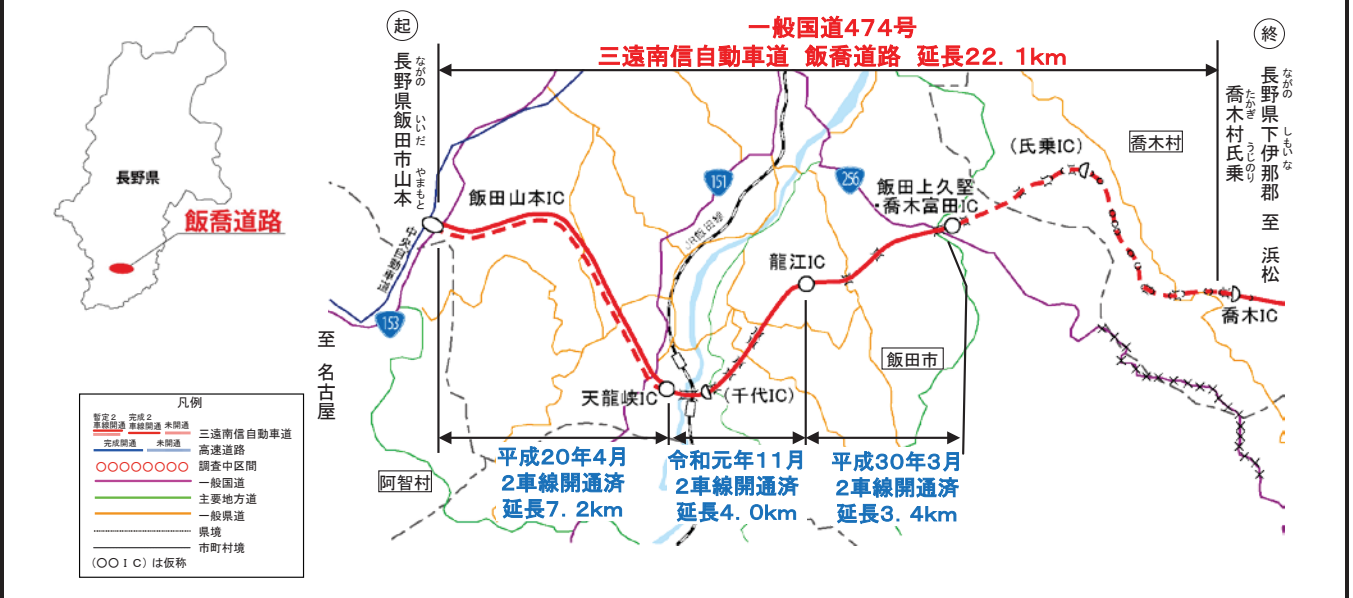 一般国道474号
三遠南信自動車道 飯喬道路 延長22.1km
起
長野県飯田市山本
ながの いいだ やまもと
終
長野県下伊那郡
ながの しもいな
喬木村氏乗
たかぎ うじのり
至 浜松
長野県
飯喬道路
飯田山本IC
中央自動車道
153
151
256
JR飯田線
(氏乗IC)
喬木村
飯田上久堅
・喬木富田IC
龍江IC
喬木IC
飯田市
天龍峡IC
(千代IC)
至 名古屋
阿智村
平成20年4月
2車線開通済
延長7.2km
令和元年11月
2車線開通済
延長4.0km
平成30年3月
2車線開通済
延長3.4km
凡例
暫定2車線開通
完成2車線開通
未開通
三遠南信自動車道
完成開通
未開通
高速道路
調査中区間
一般国道
主要地方道
一般県道
県境
市町村境
(○○IC)は仮称